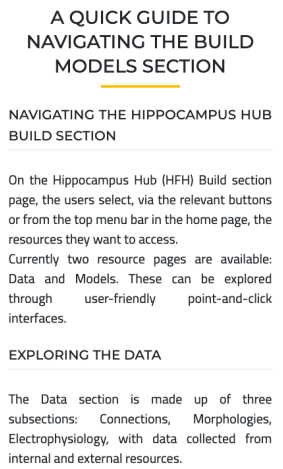 A QUICK GUIDE TO
NAVIGATING THE BUILD
MODELS SECTION
NAVIGATING THE HIPPOCAMPUS HUB
BUILD SECTION
On the Hippocampus Hub (HFH) Build section
page, the users select, via the relevant buttons
or from the top menu bar in the home page, the
resources they want to access.
Currently two resource pages are available:
Data and Models. These can be explored
through user-friendly point-and-click
interfaces.
EXPLORING THE DATA
The Data section is made up of three
subsections: Connections, Morphologies,
Electrophysiology, with data collected from
internal and external resources.